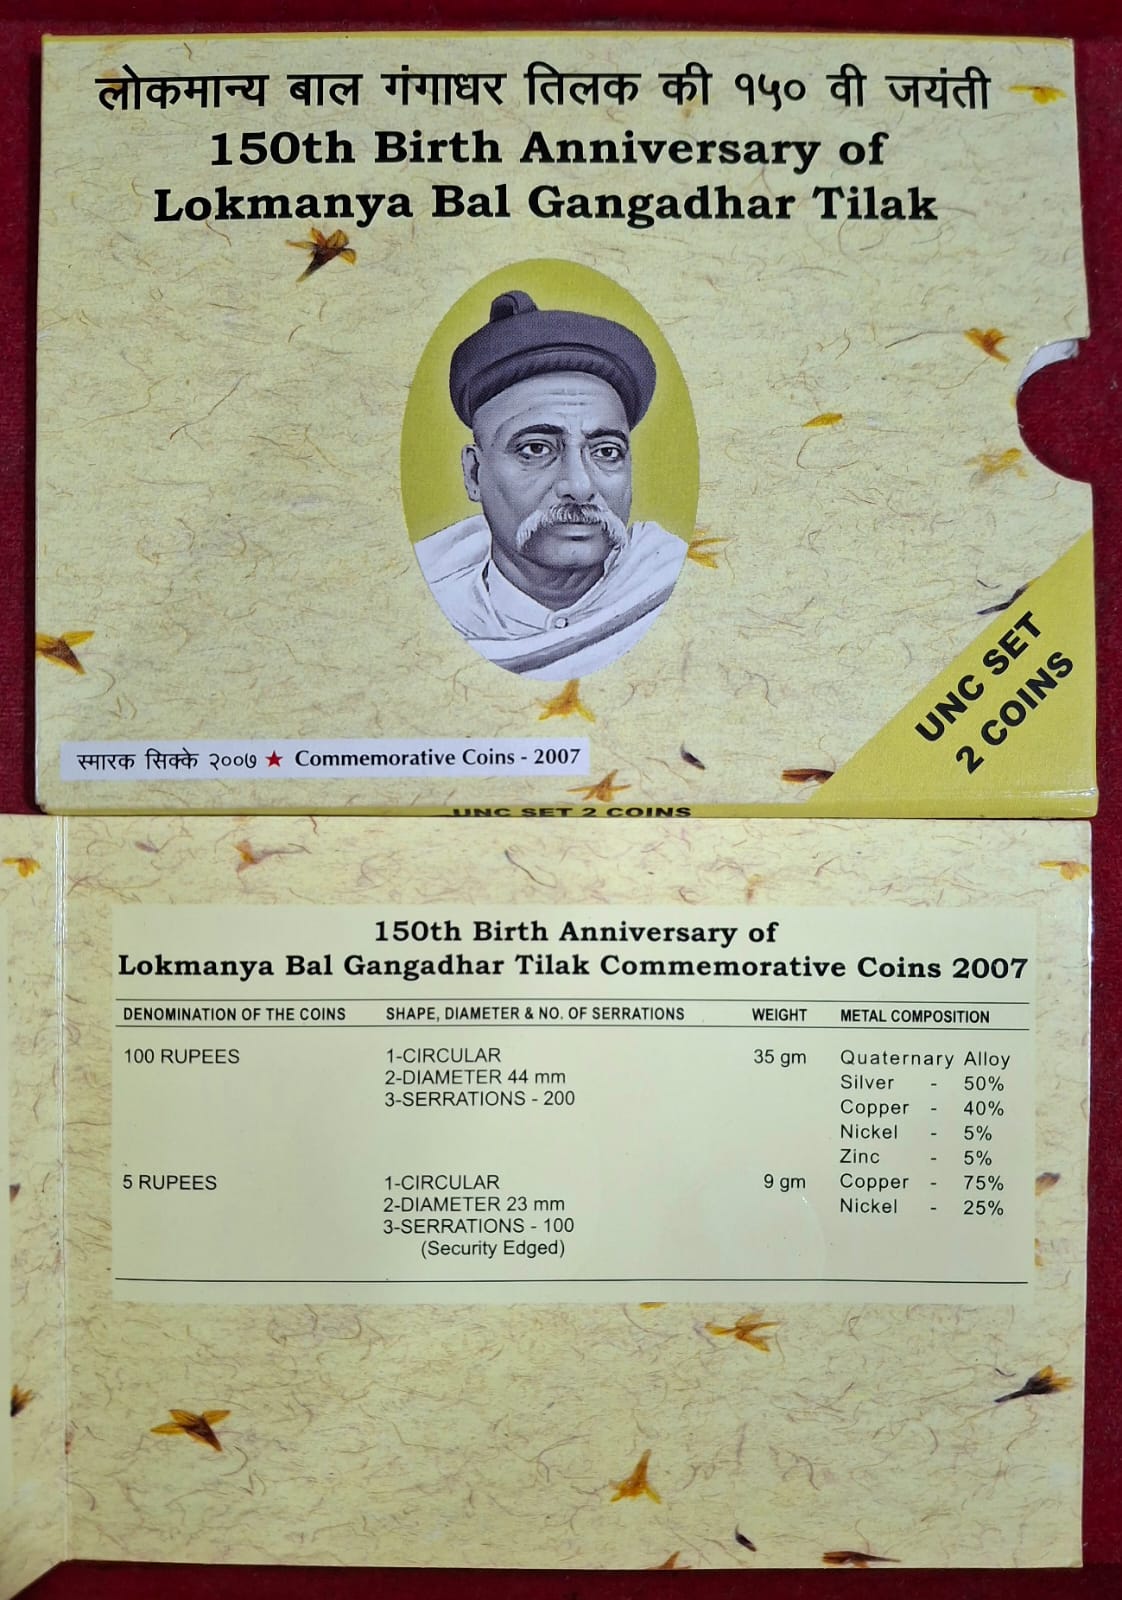 लोकमान्य बाल गंगाधर तिलक की १५० वी जयंती
150th Birth Anniversary of
Lokmanya Bal Gangadhar Tilak
UNC SET
2 COINS
स्मारक सिक्के २००७ ★ Commemorative Coins - 2007
UNC SET 2 COINS
150th Birth Anniversary of
Lokmanya Bal Gangadhar Tilak Commemorative Coins 2007
DENOMINATION OF THE COINS SHAPE, DIAMETER & NO. OF SERRATIONS WEIGHT METAL COMPOSITION
100 RUPEES 1-CIRCULAR 35 gm Quaternary Alloy
2-DIAMETER 44 mm Silver - 50%
3-SERRATIONS - 200 Copper - 40%
Nickel - 5%
Zinc - 5%
5 RUPEES 1-CIRCULAR 9 gm Copper - 75%
2-DIAMETER 23 mm Nickel - 25%
3-SERRATIONS - 100
(Security Edged)